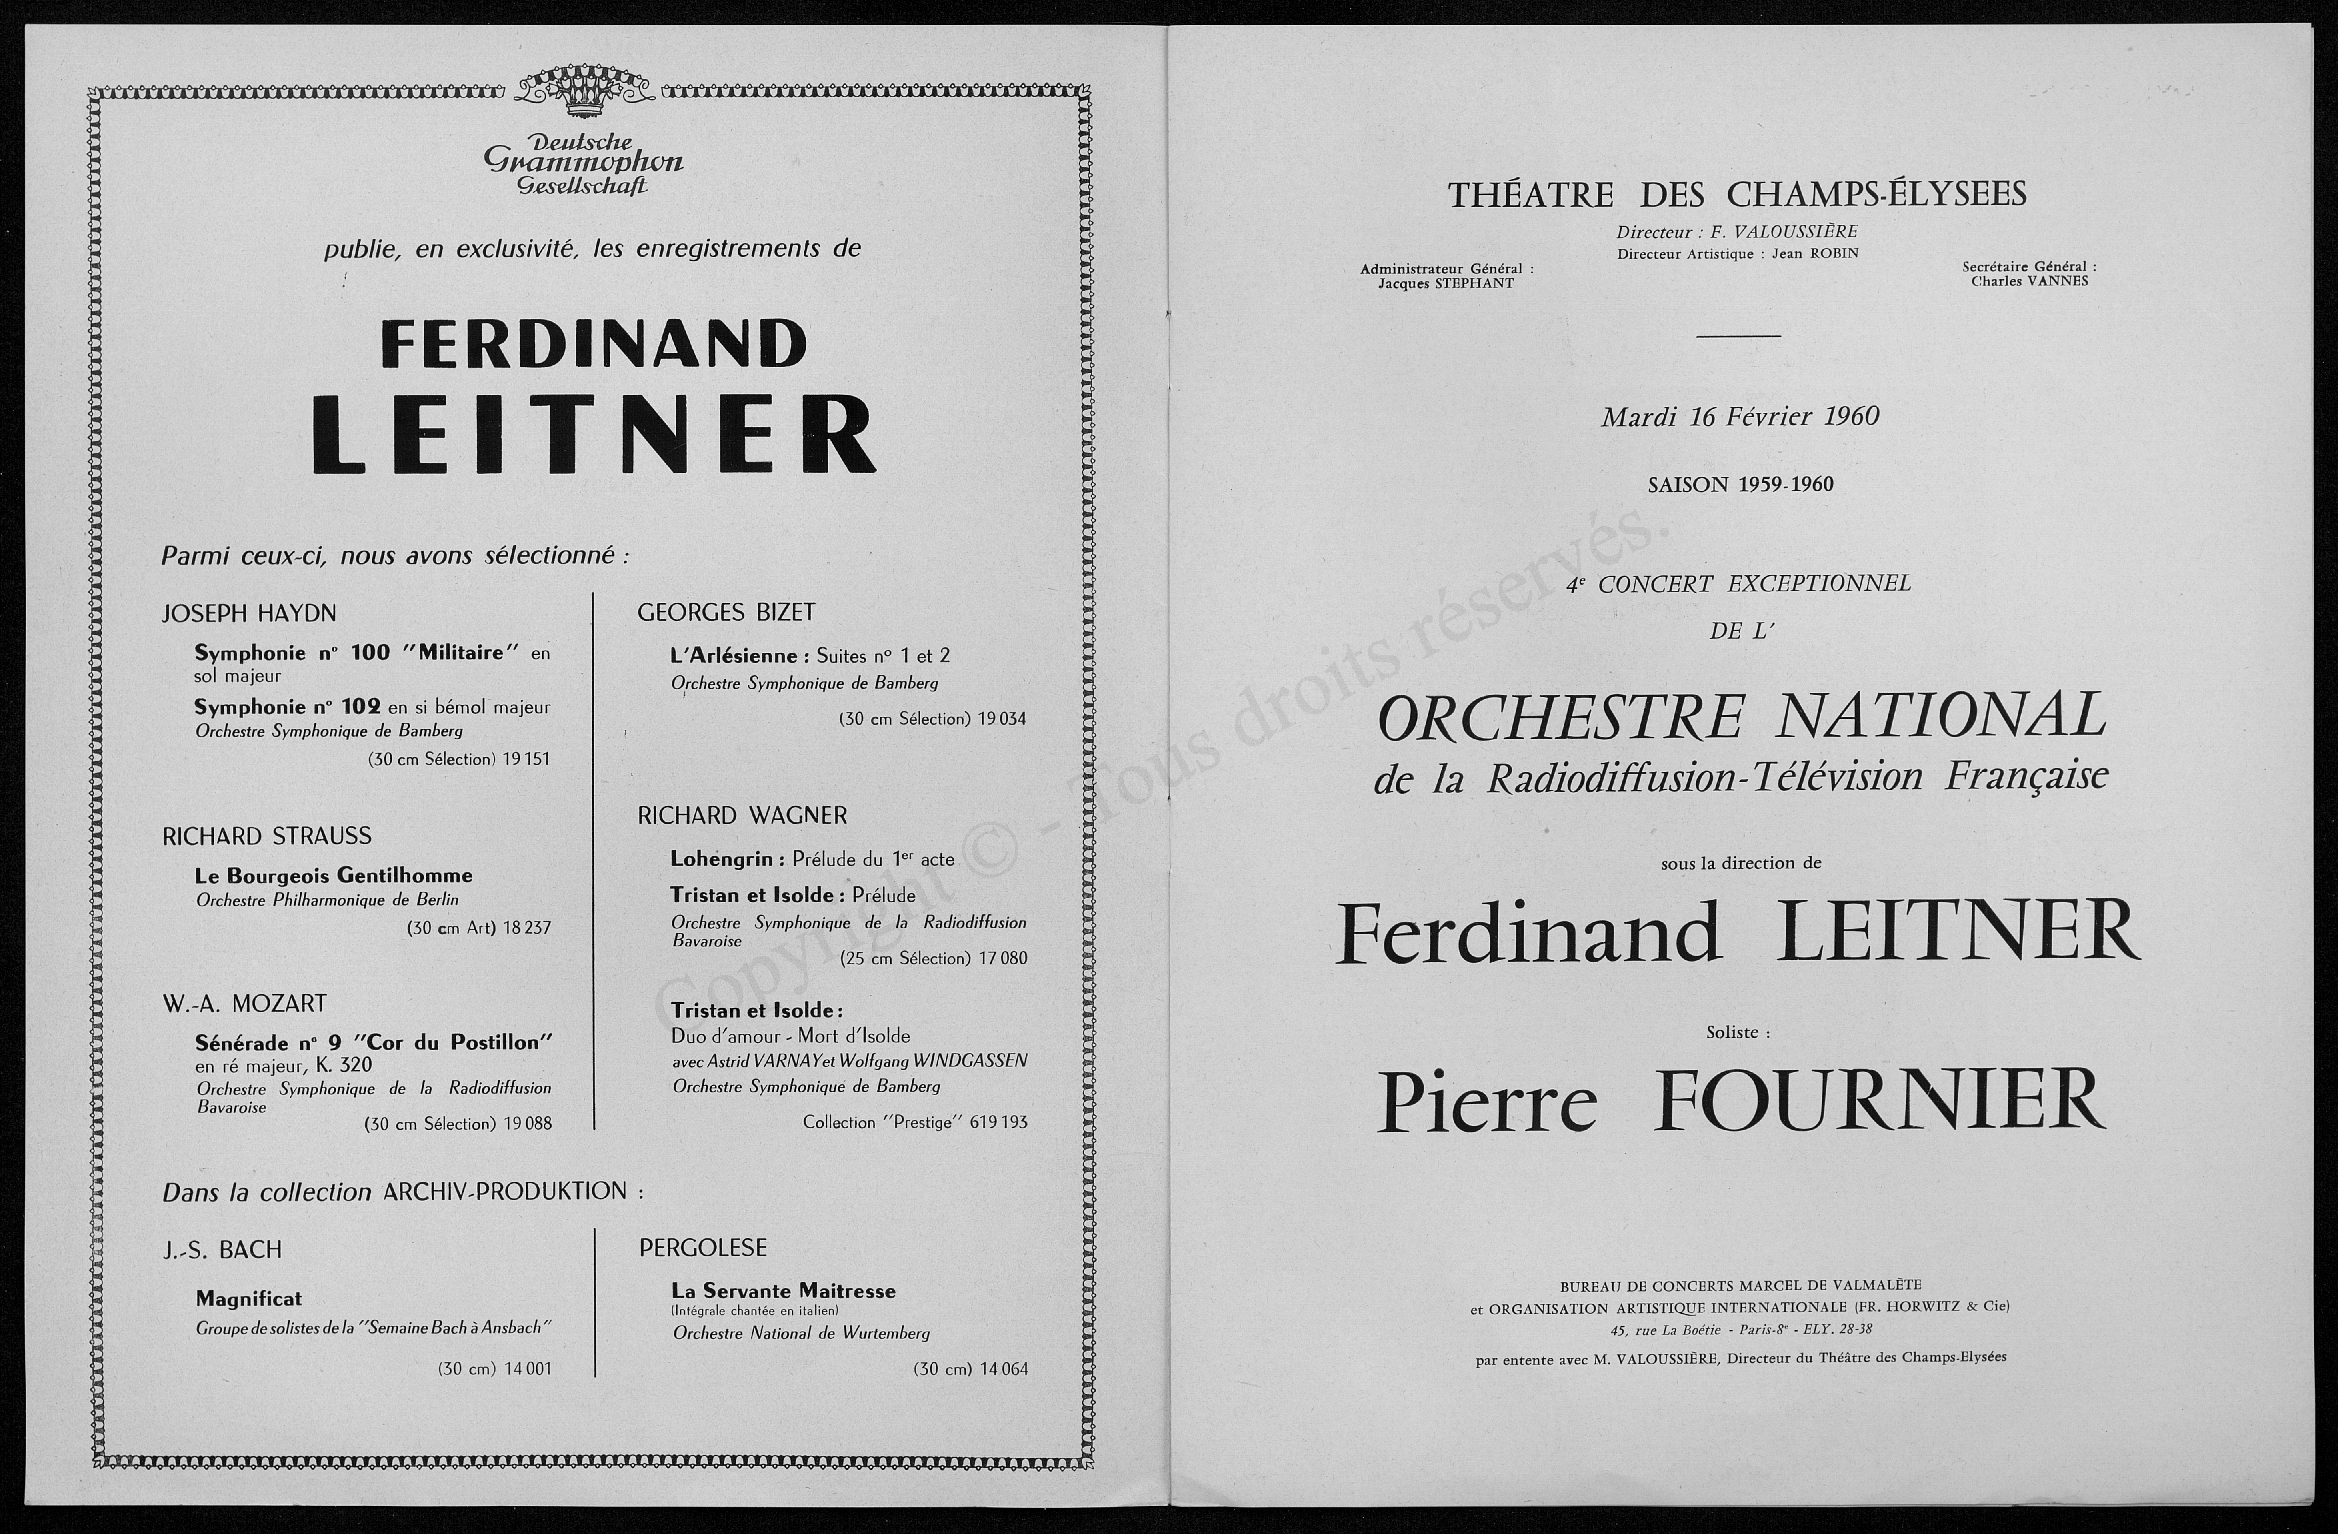 Deutsche
Grammophon
Gesellschaft
publie, en exclusivité, les enregistrements de
FERDINAND
LEITNER
Parmi ceux-ci, nous avons sélectionné :
JOSEPH HAYDN
Symphonie n° 100 "Militaire" en
sol majeur
Symphonie n° 102 en si bémol majeur
Orchestre Symphonique de Bamberg
(30 cm Sélection) 19 151
RICHARD STRAUSS
Le Bourgeois Gentilhomme
Orchestre Philharmonique de Berlin
(30 cm Art) 18 237
W.-A. MOZART
Sénérade n° 9 "Cor du Postillon"
en ré majeur, K. 320
Orchestre Symphonique de la Radiodiffusion
Bavaroise
(30 cm Sélection) 19 088
GEORGES BIZET
L'Arlésienne : Suites n° 1 et 2
Orchestre Symphonique de Bamberg
(30 cm Sélection) 19 034
RICHARD WAGNER
Lohengrin : Prélude du 1er acte
Tristan et Isolde : Prélude
Orchestre Symphonique de la Radiodiffusion
Bavaroise
(25 cm Sélection) 17 080
Tristan et Isolde :
Duo d'amour - Mort d'Isolde
avec Astrid VARNAY et Wolfgang WINDGASSEN
Orchestre Symphonique de Bamberg
Collection "Prestige" 619 193
Dans la collection ARCHIV-PRODUKTION :
J.-S. BACH
Magnificat
Groupe de solistes de la "Semaine Bach à Ansbach"
(30 cm) 14 001
PERGOLESE
La Servante Maitresse
(Intégrale chantée en italien)
Orchestre National de Wurtemberg
(30 cm) 14 064
THÉATRE DES CHAMPS-ÉLYSEES
Directeur : F. VALOUSSIÈRE
Directeur Artistique : Jean ROBIN
Administrateur Général :
Jacques STEPHANT
Secrétaire Général :
Charles VANNES
Mardi 16 Février 1960
SAISON 1959-1960
4e CONCERT EXCEPTIONNEL
DE L'
ORCHESTRE NATIONAL
de la Radiodiffusion-Télévision Française
sous la direction de
Ferdinand LEITNER
Soliste :
Pierre FOURNIER
BUREAU DE CONCERTS MARCEL DE VALMALÈTE
et ORGANISATION ARTISTIQUE INTERNATIONALE (FR. HORWITZ & Cie)
45, rue La Boétie - Paris-8e - ELY. 28-38
par entente avec M. VALOUSSIÈRE, Directeur du Théâtre des Champs-Elysées
Copyright © - Tous droits réservés.